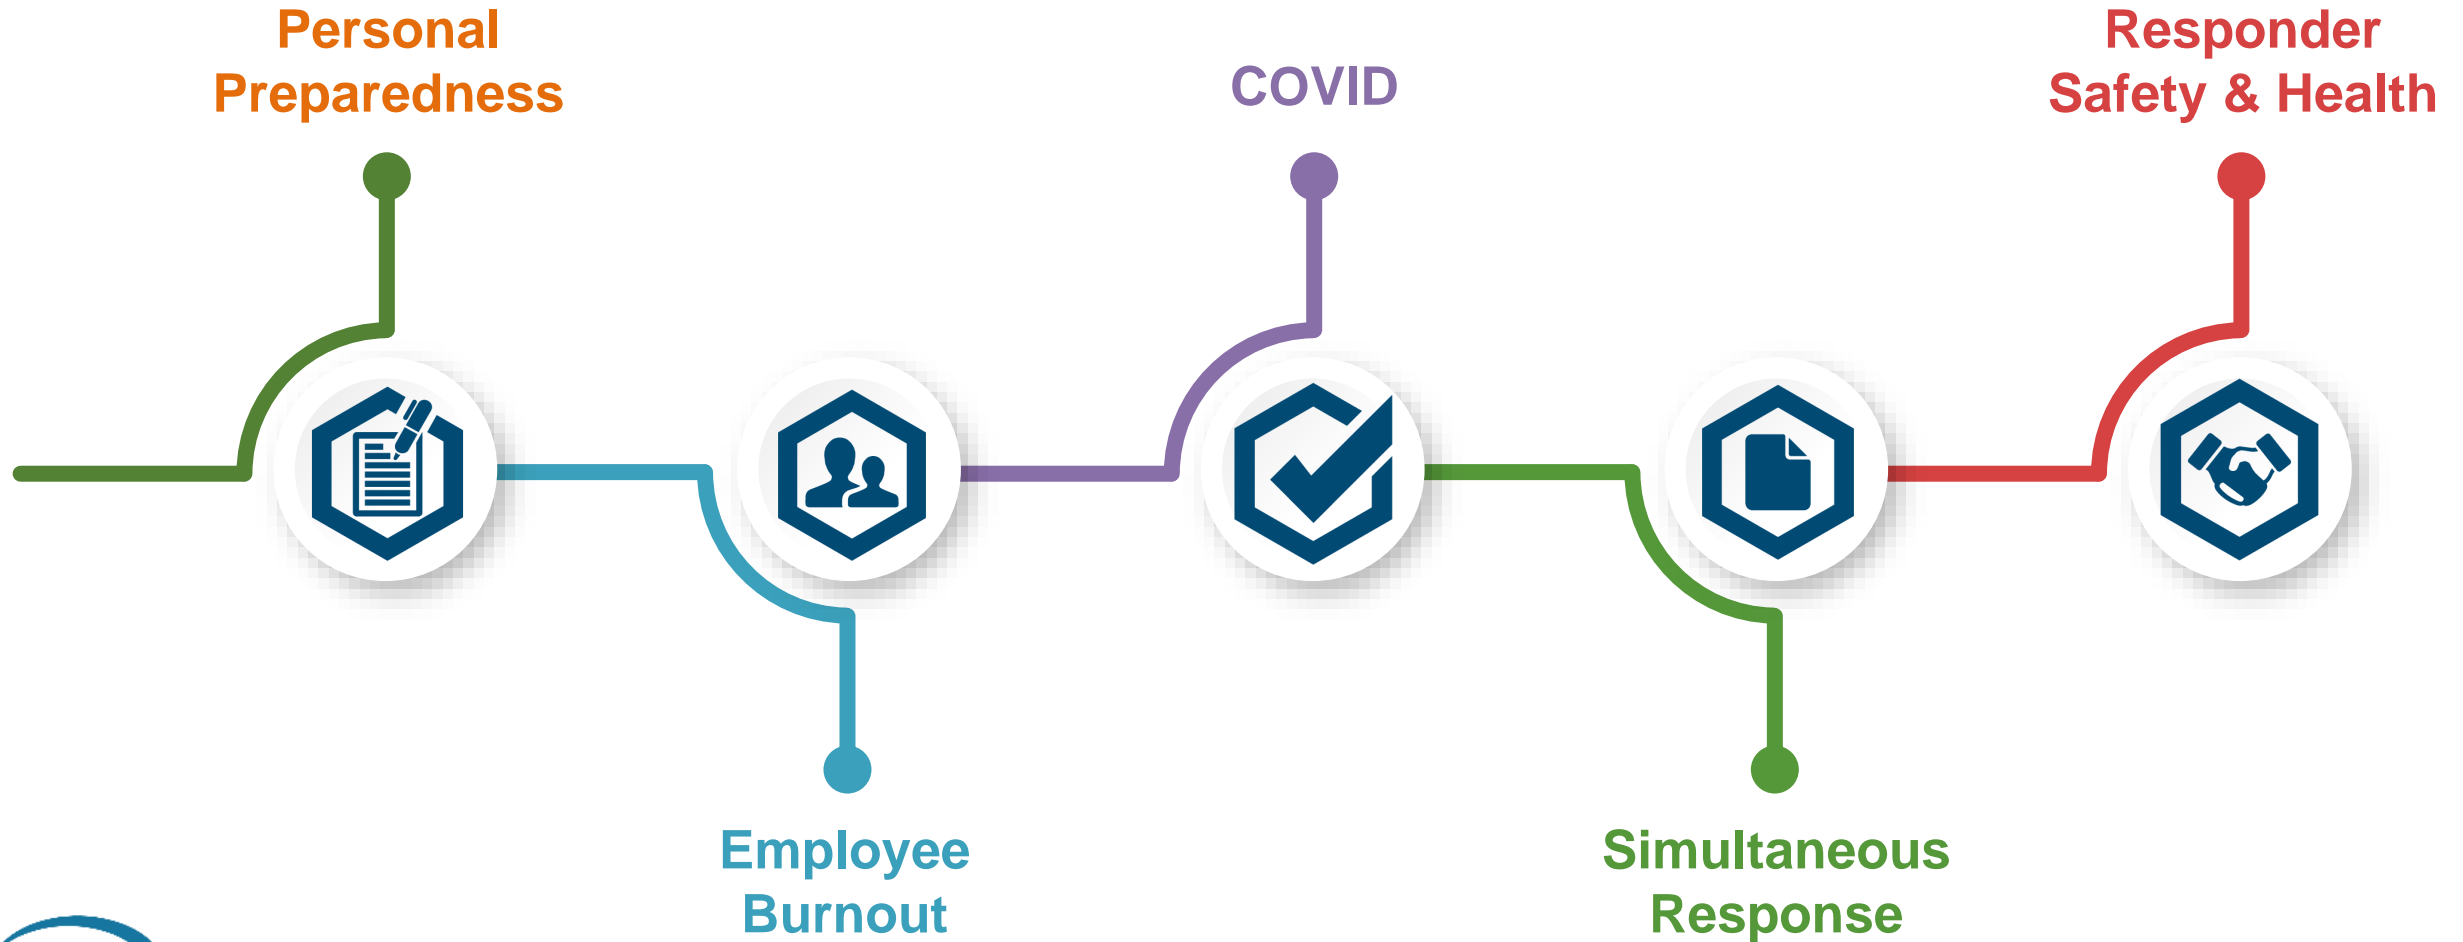 Personal
Preparedness
COVID
Responder
Safety & Health
Employee
Burnout
Simultaneous
Response